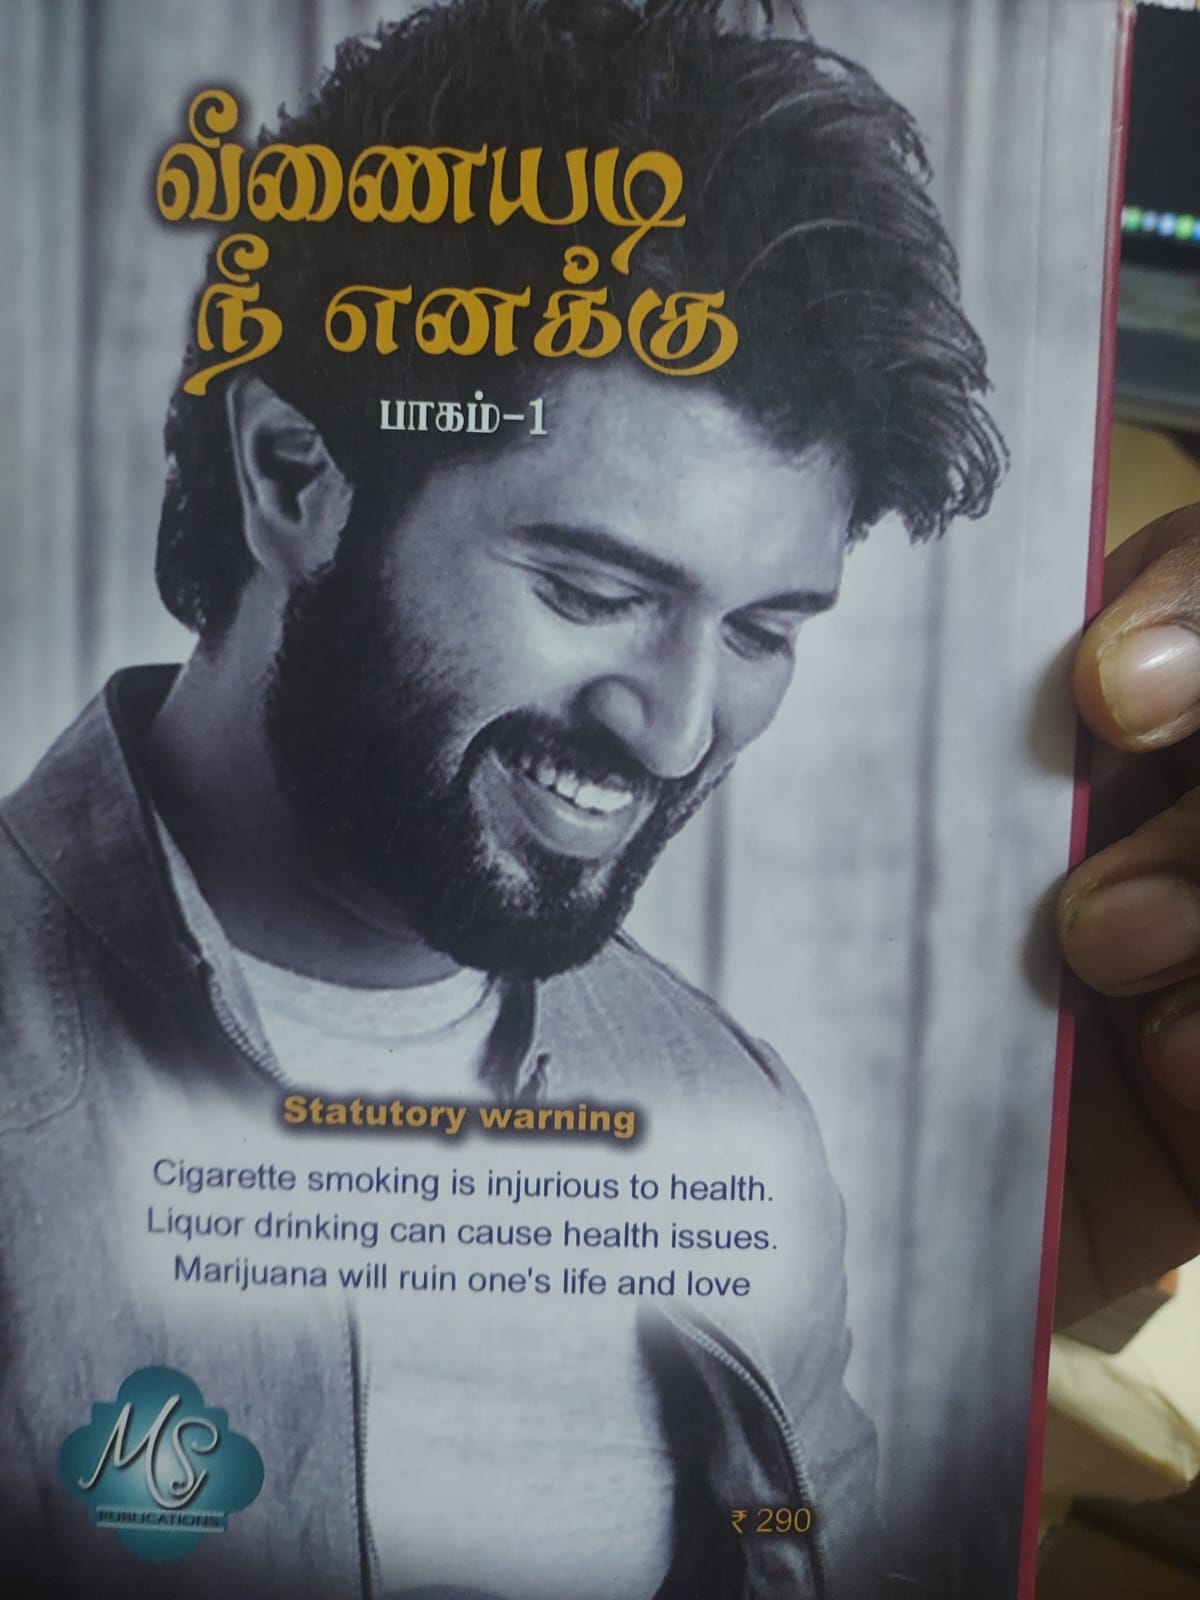 வீணையடி
நீ எனக்கு
பாகம்-1
Statutory warning
Cigarette smoking is injurious to health.
Liquor drinking can cause health issues.
Marijuana will ruin one's life and love
MS
PUBLICATIONS
₹ 290